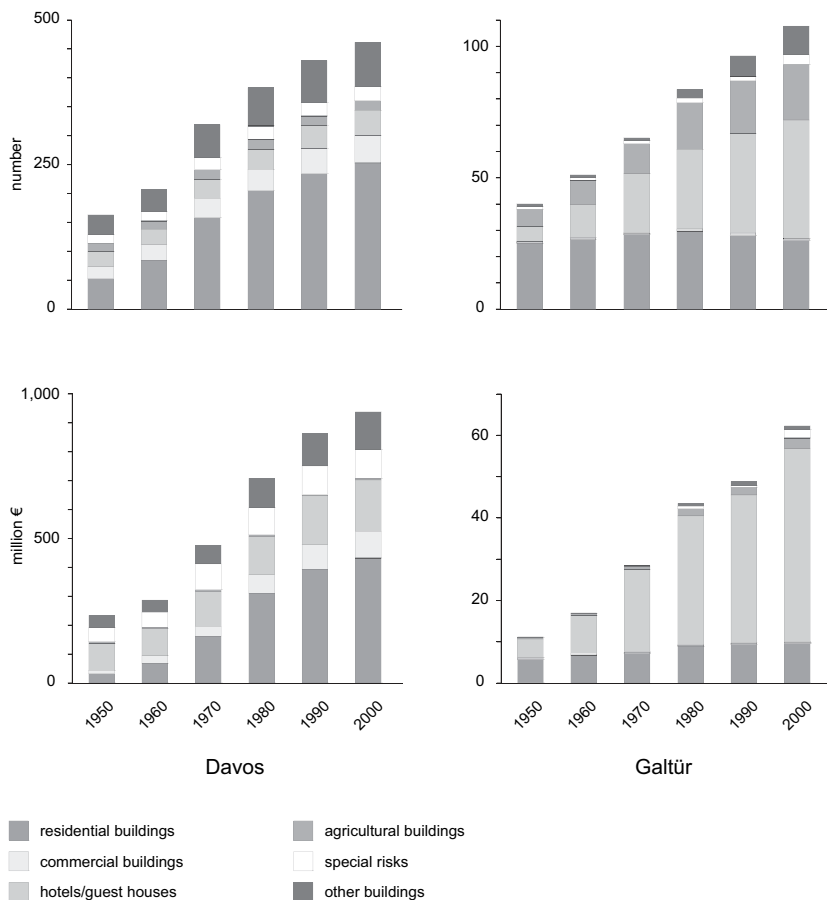 500
250
0
number
100
50
0
1,000
500
0
million €
60
40
20
0
1950 1960 1970 1980 1990 2000
1950 1960 1970 1980 1990 2000
Davos
Galtür
residential buildings
commercial buildings
hotels/guest houses
agricultural buildings
special risks
other buildings